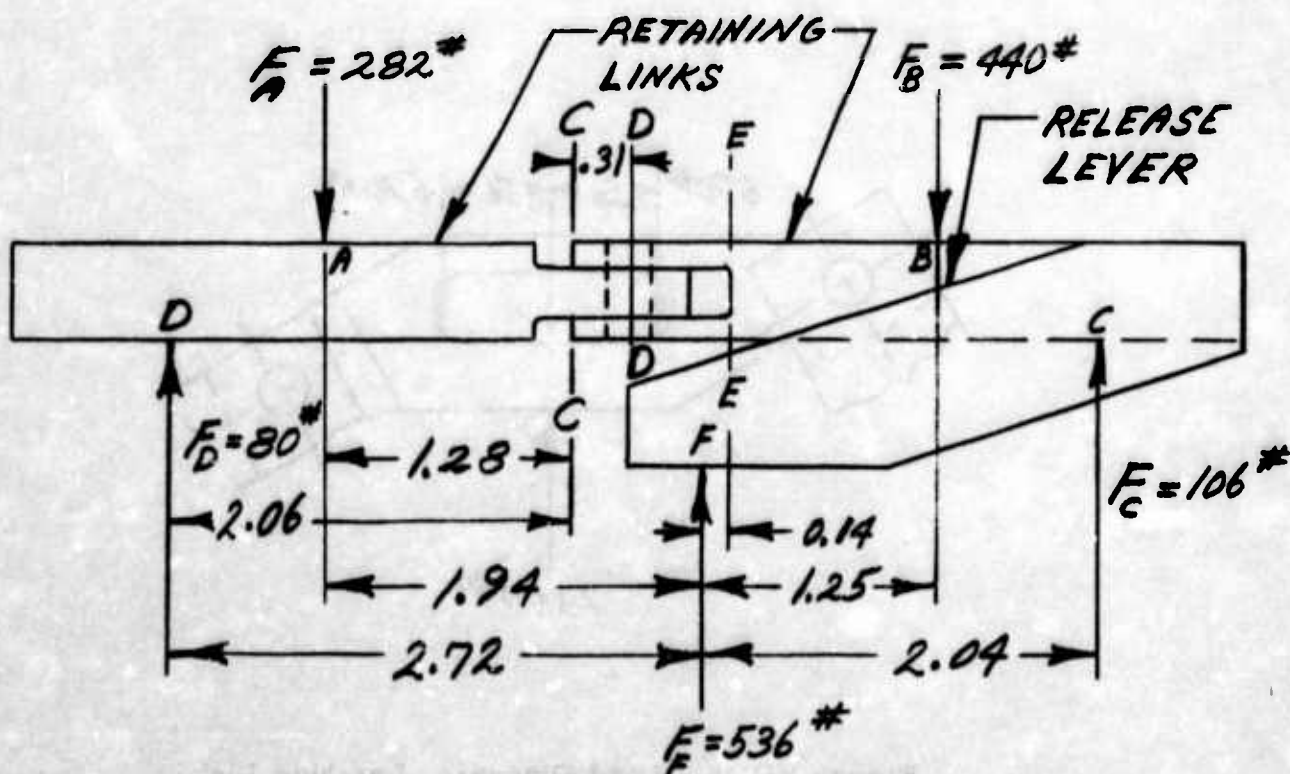 RETAINING
LINKS
F_A = 282#
F_B = 440#
RELEASE
LEVER
C
D
E
.31
A
B
D
C
D
E
C
F
F_D = 80#
1.28
F_C = 106#
2.06
0.14
1.94
1.25
2.72
2.04
F_F = 536#